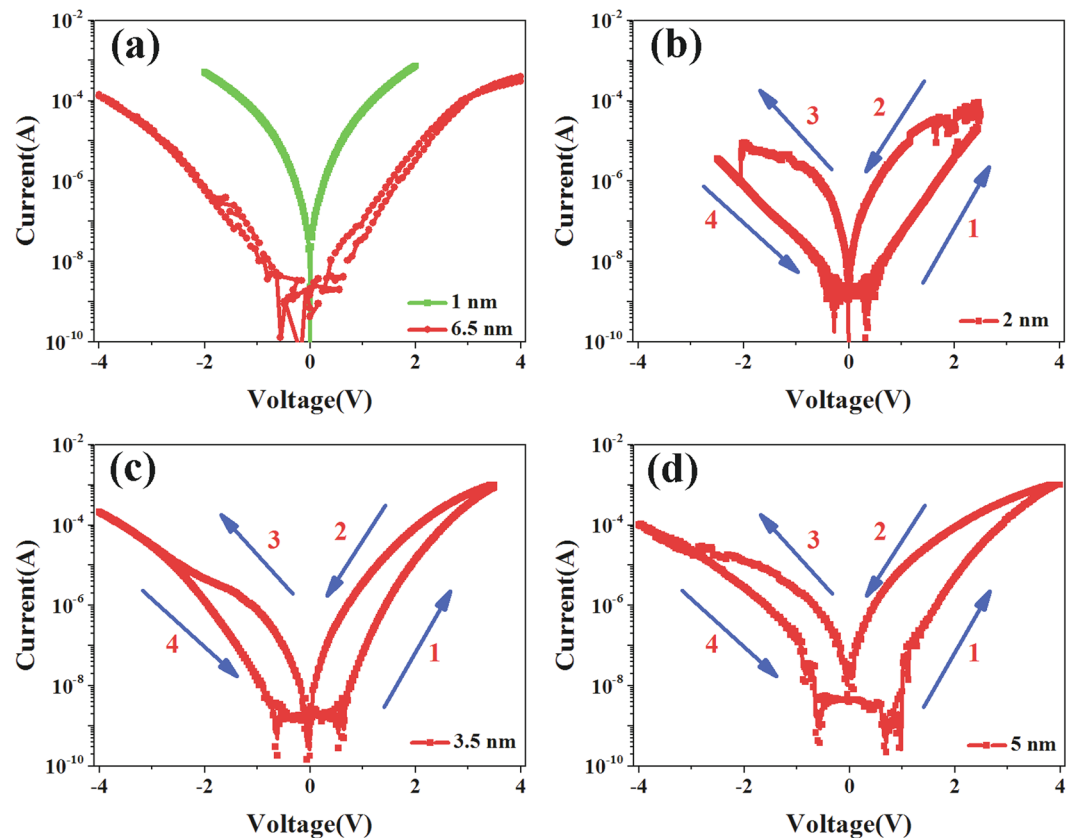 (a)
Current(A)
10⁻²
10⁻⁴
10⁻⁶
10⁻⁸
10⁻¹⁰
1 nm
6.5 nm
-4 -2 0 2 4
Voltage(V)
(b)
Current(A)
10⁻²
10⁻⁴
10⁻⁶
10⁻⁸
10⁻¹⁰
3 2
4 1
2 nm
-4 -2 0 2 4
Voltage(V)
(c)
Current(A)
10⁻²
10⁻⁴
10⁻⁶
10⁻⁸
10⁻¹⁰
3 2
4 1
3.5 nm
-4 -2 0 2 4
Voltage(V)
(d)
Current(A)
10⁻²
10⁻⁴
10⁻⁶
10⁻⁸
10⁻¹⁰
3 2
4 1
5 nm
-4 -2 0 2 4
Voltage(V)